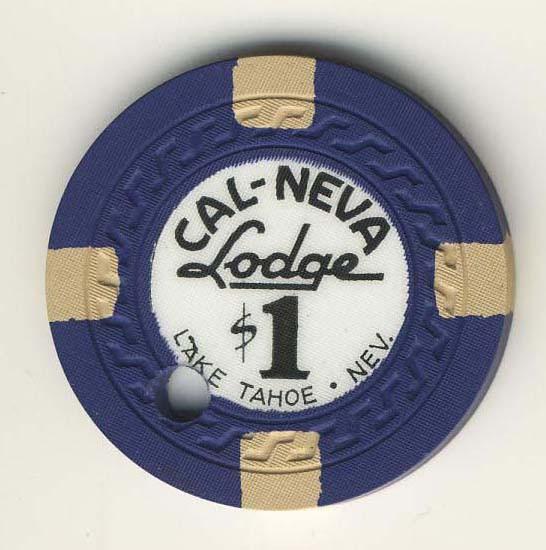 CAL-NEVA
Lodge
$1
LAKE TAHOE · NEV.